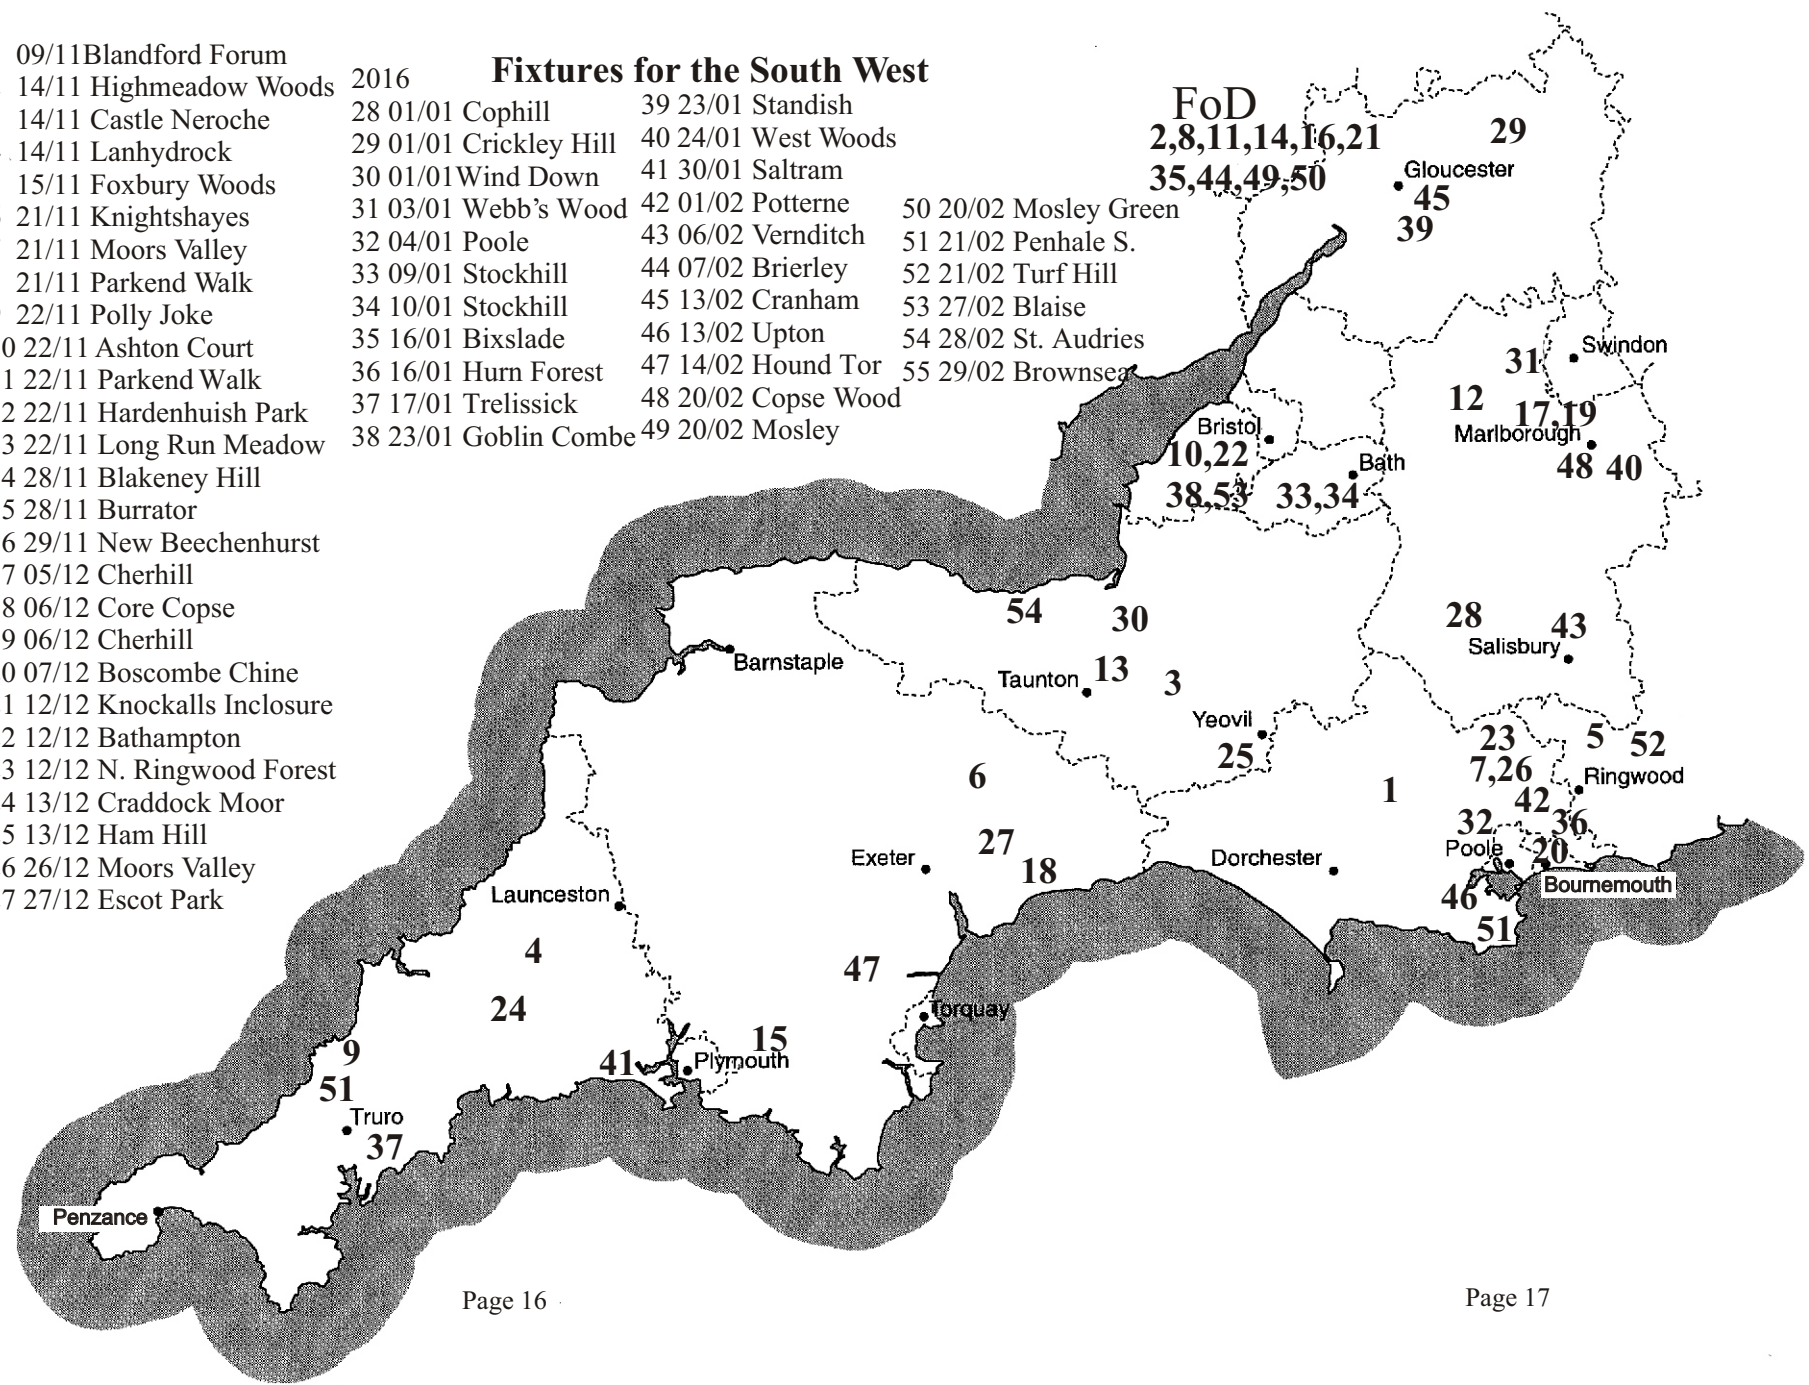 Fixtures for the South West
09/11Blandford Forum
14/11 Highmeadow Woods
14/11 Castle Neroche
14/11 Lanhydrock
15/11 Foxbury Woods
21/11 Knightshayes
21/11 Moors Valley
21/11 Parkend Walk
22/11 Polly Joke
0 22/11 Ashton Court
1 22/11 Parkend Walk
2 22/11 Hardenhuish Park
3 22/11 Long Run Meadow
4 28/11 Blakeney Hill
5 28/11 Burrator
6 29/11 New Beechenhurst
7 05/12 Cherhill
8 06/12 Core Copse
9 06/12 Cherhill
0 07/12 Boscombe Chine
1 12/12 Knockalls Inclosure
2 12/12 Bathampton
3 12/12 N. Ringwood Forest
4 13/12 Craddock Moor
5 13/12 Ham Hill
6 26/12 Moors Valley
7 27/12 Escot Park
2016
28 01/01 Cophill
29 01/01 Crickley Hill
30 01/01Wind Down
31 03/01 Webb's Wood
32 04/01 Poole
33 09/01 Stockhill
34 10/01 Stockhill
35 16/01 Bixslade
36 16/01 Hurn Forest
37 17/01 Trelissick
38 23/01 Goblin Combe
39 23/01 Standish
40 24/01 West Woods
41 30/01 Saltram
42 01/02 Potterne
43 06/02 Vernditch
44 07/02 Brierley
45 13/02 Cranham
46 13/02 Upton
47 14/02 Hound Tor
48 20/02 Copse Wood
49 20/02 Mosley
50 20/02 Mosley Green
51 21/02 Penhale S.
52 21/02 Turf Hill
53 27/02 Blaise
54 28/02 St. Audries
55 29/02 Brownsea
FoD
2,8,11,14,16,21
35,44,49,50
29
Gloucester
45
39
Swindon
31
12
17,19
Marlborough
48 40
Bristol
10,22
38,53
Bath
33,34
54
30
28
43
Salisbury
Barnstaple
Taunton
13
3
Yeovil
25
23
5
52
7,26
Ringwood
6
1
42
32
36
27
18
Exeter
Dorchester
Poole
20
Bournemouth
46
51
Launceston
4
47
24
Torquay
9
15
41
Plymouth
51
Truro
37
Penzance
Page 16
Page 17